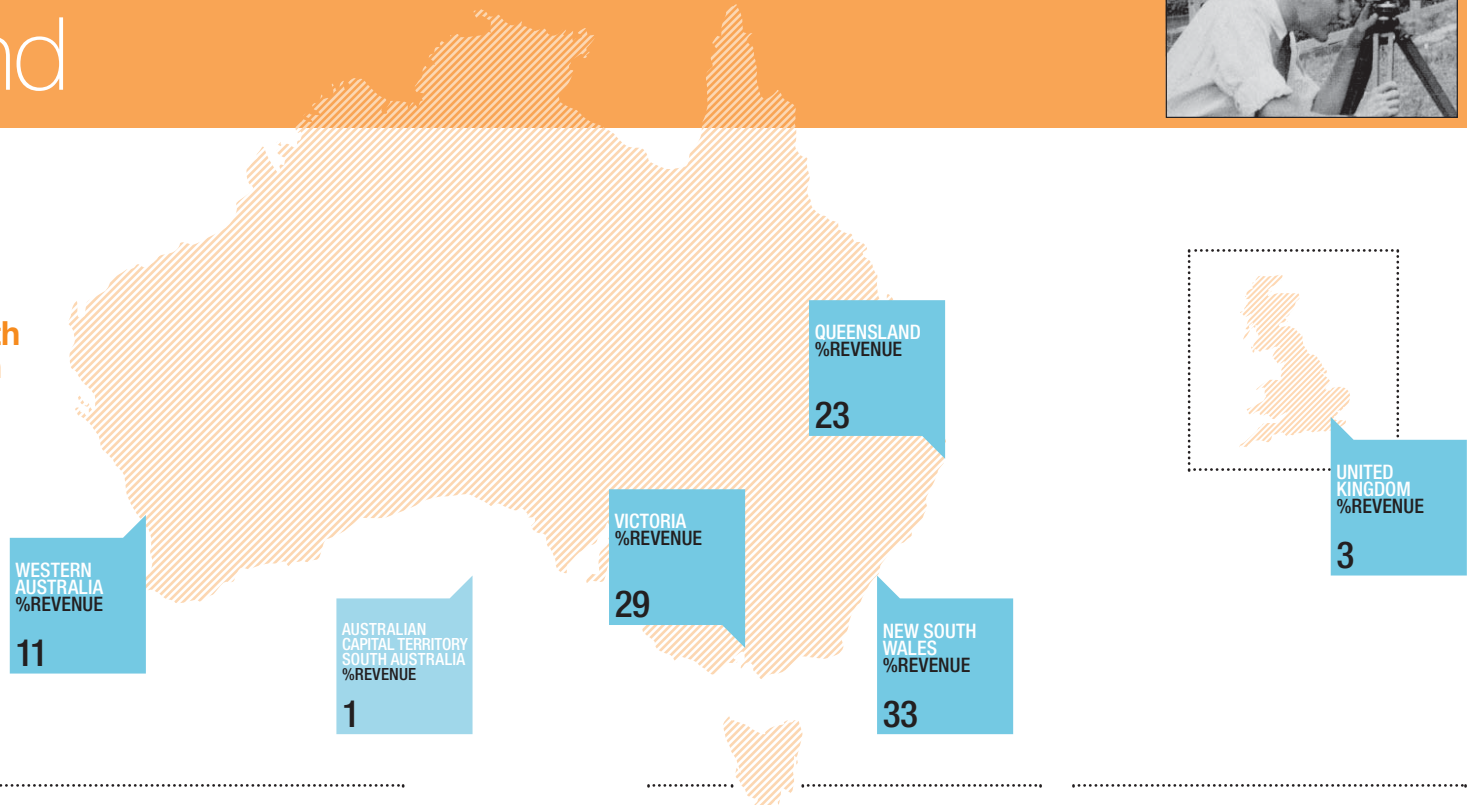 nd
th
QUEENSLAND
%REVENUE
23
UNITED
KINGDOM
%REVENUE
3
VICTORIA
%REVENUE
29
WESTERN
AUSTRALIA
%REVENUE
11
AUSTRALIAN
CAPITAL TERRITORY
SOUTH AUSTRALIA
%REVENUE
1
NEW SOUTH
WALES
%REVENUE
33